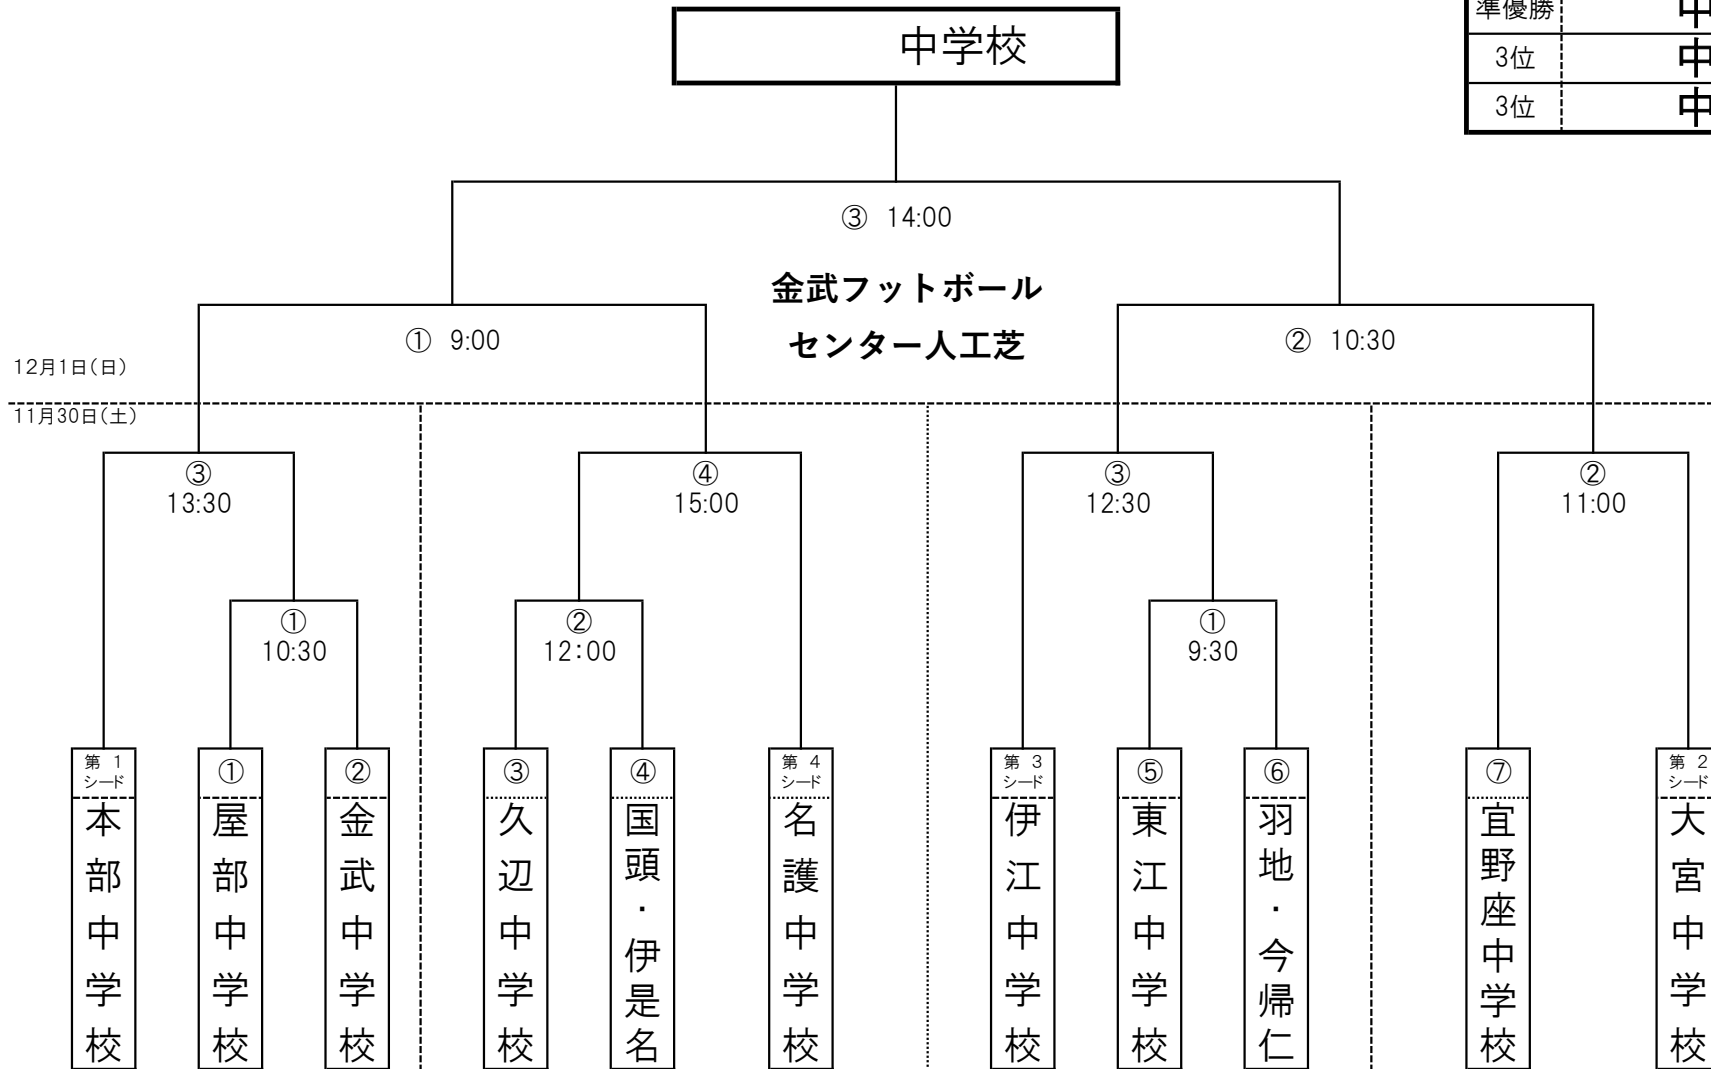 中学校
準優勝 中
3位 中
3位 中
③ 14:00
金武フットボール
センター人工芝
① 9:00
② 10:30
12月1日(日)
11月30日(土)
③
13:30
④
15:00
③
12:30
②
11:00
①
10:30
②
12:00
①
9:30
第 1
シード
本部中学校
①
屋部中学校
②
金武中学校
③
久辺中学校
④
国頭・伊是名
第 4
シード
名護中学校
第 3
シード
伊江中学校
⑤
東江中学校
⑥
羽地・今帰仁
⑦
宜野座中学校
第 2
シード
大宮中学校